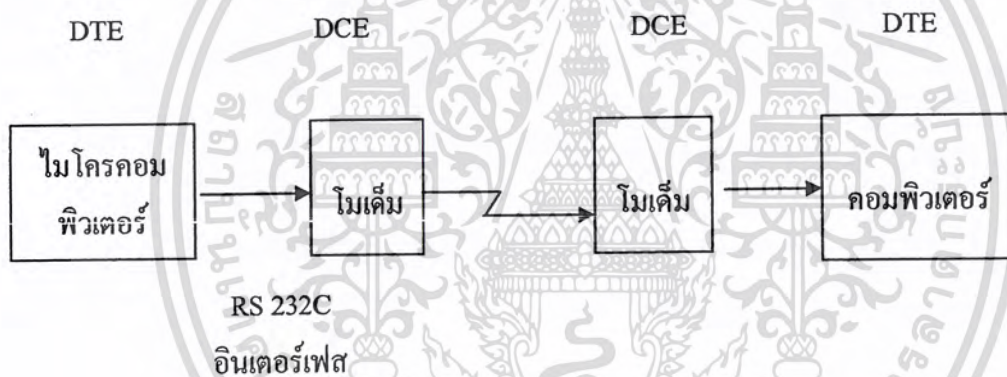 DTE DCE DCE DTE
ไมโครคอม
พิวเตอร์
โมเด็ม
โมเด็ม
คอมพิวเตอร์
RS 232C
อินเตอร์เฟส